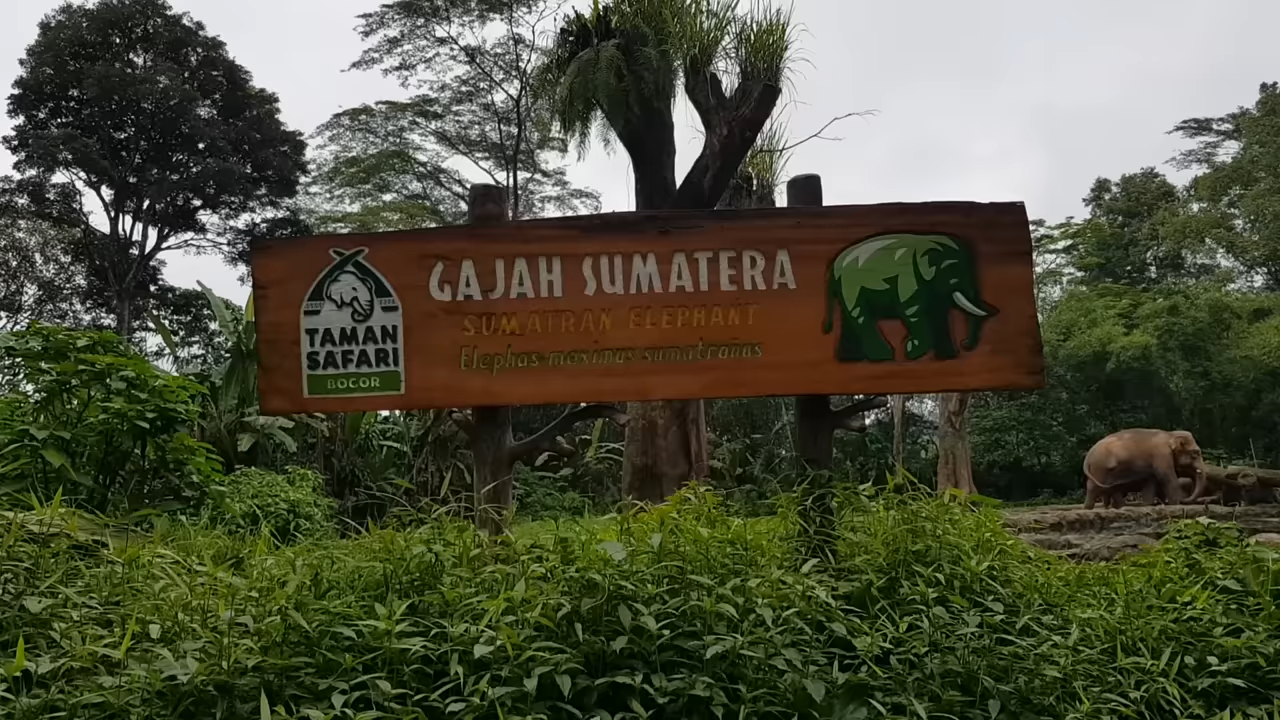 TAMAN
SAFARI
BOGOR
GAJAH SUMATERA
SUMATRAN ELEPHANT
Elephas maximus sumatranus